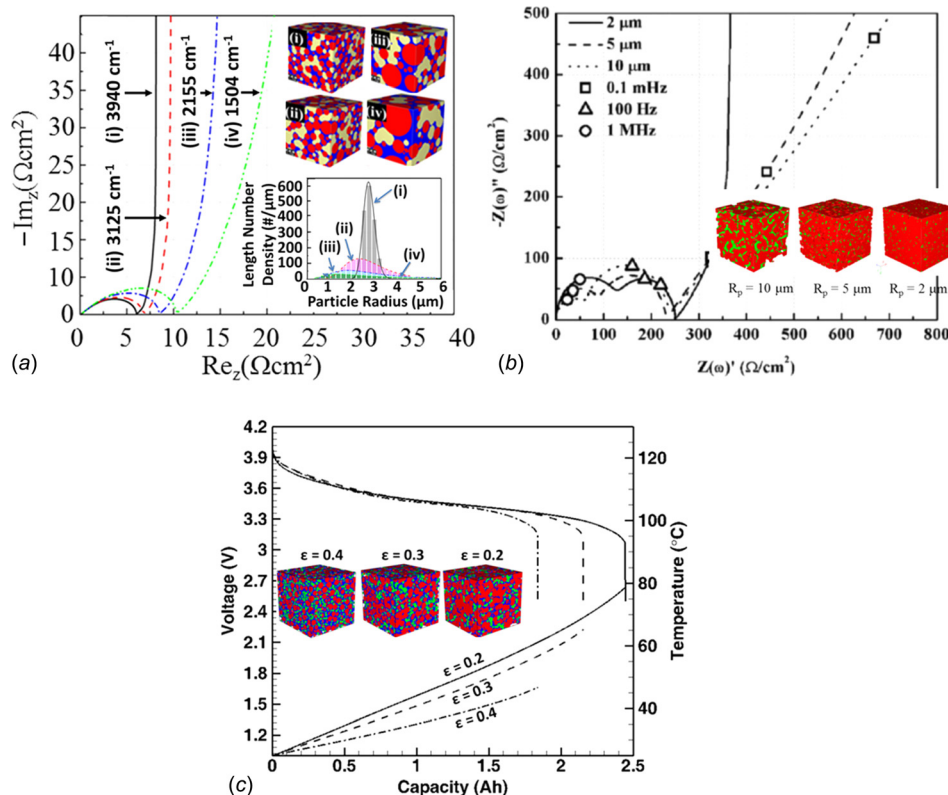 (i) 3940 cm⁻¹
(ii) 3125 cm⁻¹
(iii) 2155 cm⁻¹
(iv) 1504 cm⁻¹
(i)
(iii)
(ii)
(iv)
Length Number
Density (#/μm)
600
500
400
300
200
100
0
(i)
(ii)
(iii)
(iv)
0 1 2 3 4 5 6
Particle Radius (μm)
−Im_z(Ωcm²)
40
35
30
25
20
15
10
5
0
0 5 10 15 20 25 30 35 40
Re_z(Ωcm²)
(a)
2 μm
5 μm
10 μm
0.1 mHz
100 Hz
1 MHz
-Z(ω)'' (Ω/cm²)
500
400
300
200
100
0
R_p = 10 μm R_p = 5 μm R_p = 2 μm
0 100 200 300 400 500 600 700 800
Z(ω)' (Ω/cm²)
(b)
Voltage (V)
4.2
3.9
3.6
3.3
3
2.7
2.4
2.1
1.8
1.5
1.2
ε = 0.4 ε = 0.3 ε = 0.2
ε = 0.2
ε = 0.3
ε = 0.4
120
100
80
60
40
Temperature (°C)
0 0.5 1 1.5 2 2.5
Capacity (Ah)
(c)